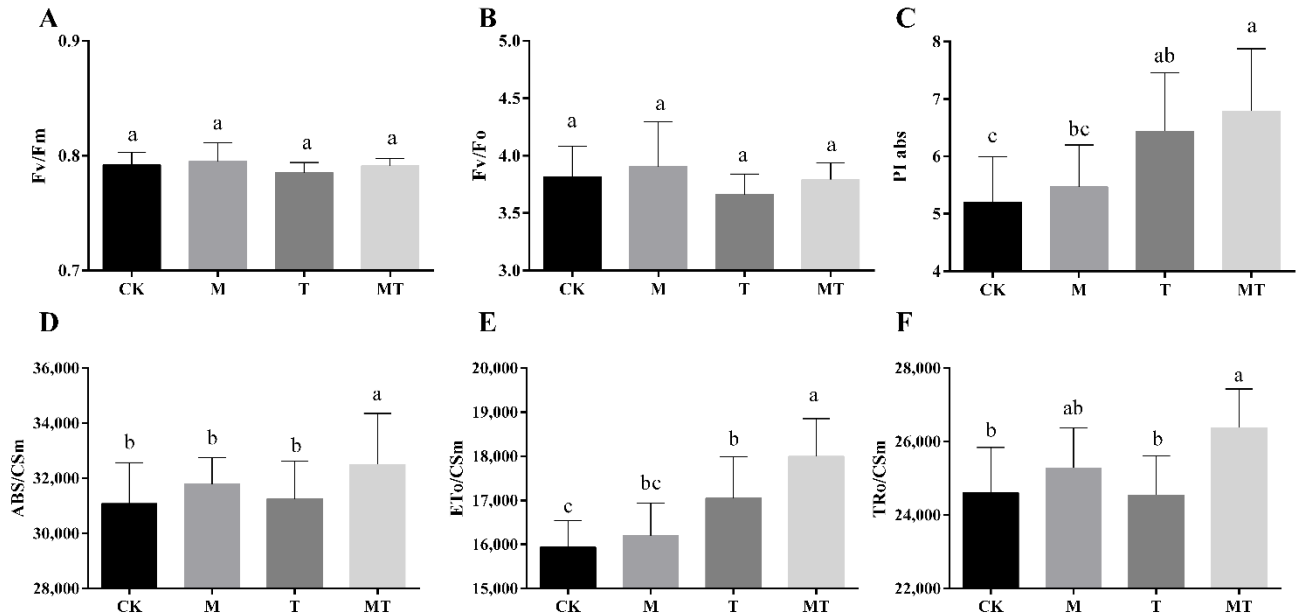 A
Fv/Fm
0.9
0.8
0.7
a
a
a
a
CK
M
T
MT
B
Fv/Fo
5.0
4.5
4.0
3.5
3.0
a
a
a
a
CK
M
T
MT
C
PI abs
8
7
6
5
4
c
bc
ab
a
CK
M
T
MT
D
ABS/CSm
36,000
34,000
32,000
30,000
28,000
b
b
b
a
CK
M
T
MT
E
ETo/CSm
20,000
19,000
18,000
17,000
16,000
15,000
c
bc
b
a
CK
M
T
MT
F
TRo/CSm
28,000
26,000
24,000
22,000
b
ab
b
a
CK
M
T
MT